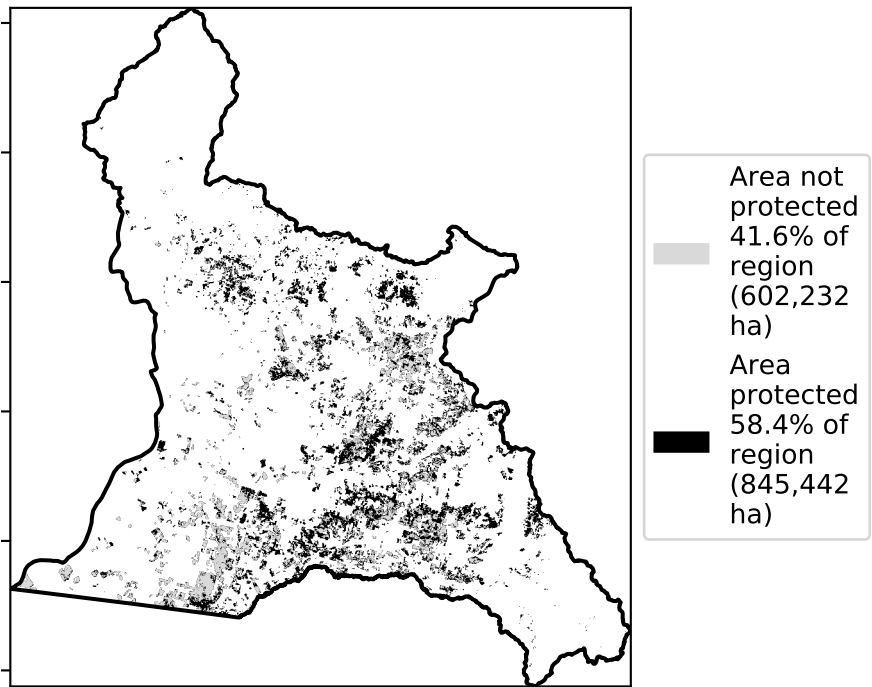 Area not
protected
41.6% of
region
(602,232
ha)
Area
protected
58.4% of
region
(845,442
ha)